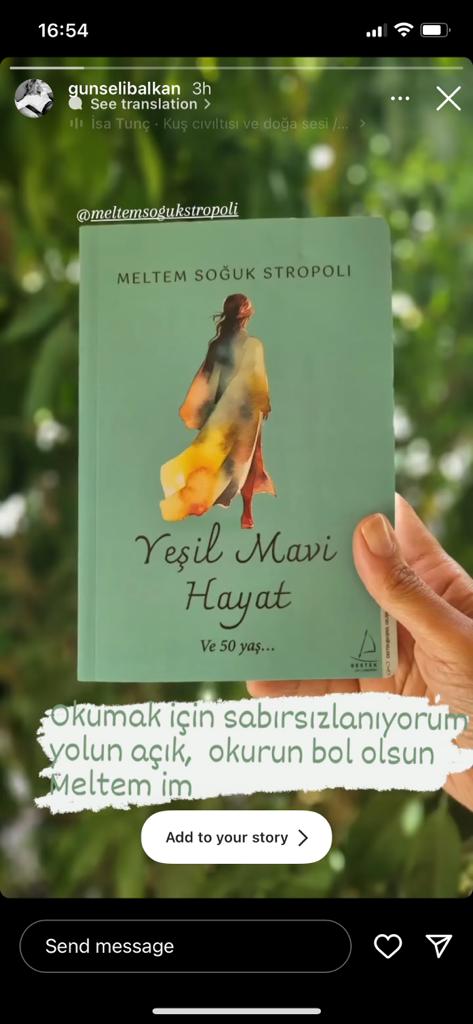 16:54
gunselibalkan 3h
See translation >
İsa Tunç · Kuş cıvıltısı ve doğa sesi /... >
@meltemsogukstropoli
MELTEM SOĞUK STROPOLI
Yeşil Mavi
Hayat
Ve 50 yaş...
DESTEK
Okumak için sabırsızlanıyorum
yolun açık, okurun bol olsun
Meltem im
Add to your story >
Send message